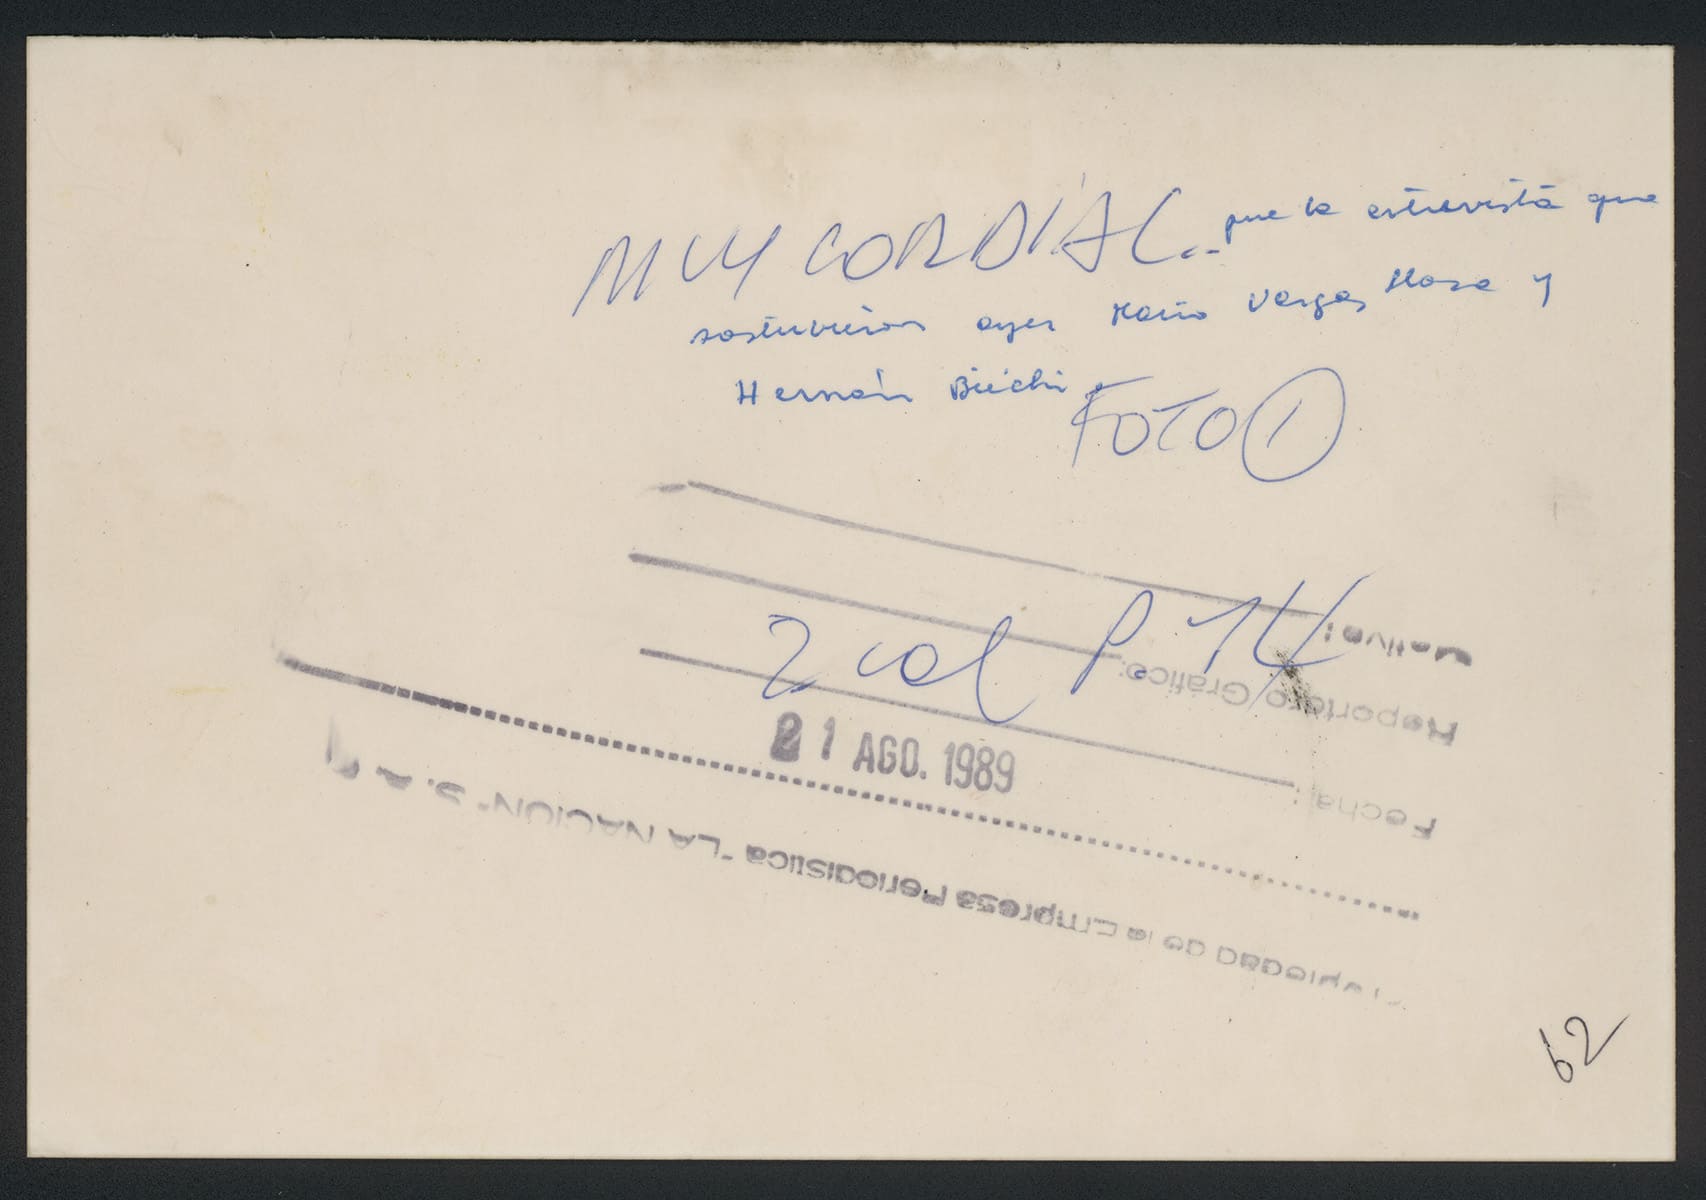 MUY CORDIAL.. fue la entrevista que
sostuvieron ayer Mario Vargas Llosa y
Hernán Büchi.
FOTO 1
2 col P 14
21 AGO. 1989
Motivo:
Reportero Gráfico:
Fecha:
Propiedad de la Empresa Periodística "LA NACION" S. A.
62